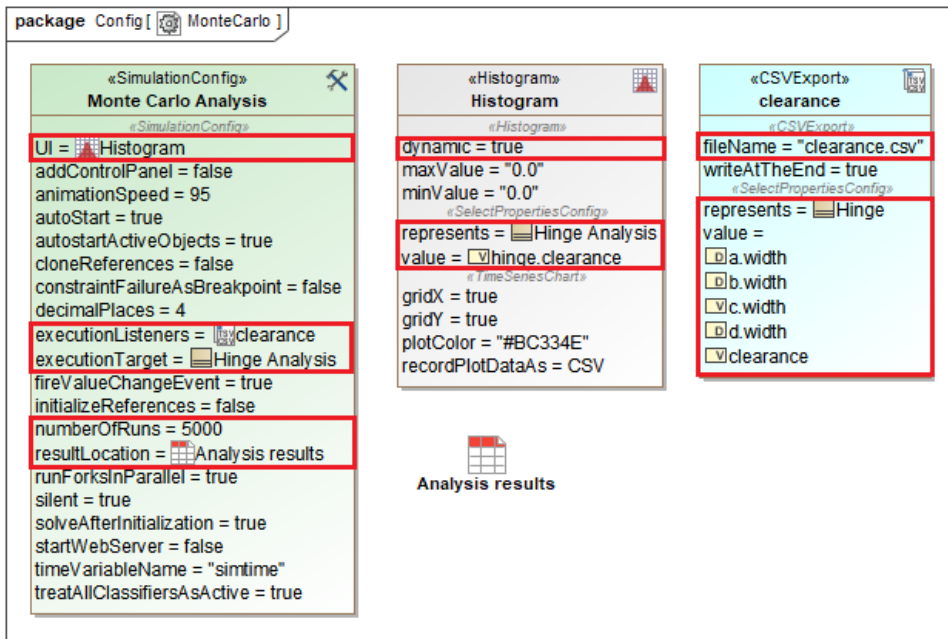 package Config [ MonteCarlo ]
«SimulationConfig»
Monte Carlo Analysis
«SimulationConfig»
UI = Histogram
addControlPanel = false
animationSpeed = 95
autoStart = true
autostartActiveObjects = true
cloneReferences = false
constraintFailureAsBreakpoint = false
decimalPlaces = 4
executionListeners = clearance
executionTarget = Hinge Analysis
fireValueChangeEvent = true
initializeReferences = false
numberOfRuns = 5000
resultLocation = Analysis results
runForksInParallel = true
silent = true
solveAfterInitialization = true
startWebServer = false
timeVariableName = "simtime"
treatAllClassifiersAsActive = true
«Histogram»
Histogram
«Histogram»
dynamic = true
maxValue = "0.0"
minValue = "0.0"
«SelectPropertiesConfig»
represents = Hinge Analysis
value = V hinge.clearance
«TimeSeriesChart»
gridX = true
gridY = true
plotColor = "#BC334E"
recordPlotDataAs = CSV
Analysis results
«CSVExport»
clearance
«CSVExport»
fileName = "clearance.csv"
writeAtTheEnd = true
«SelectPropertiesConfig»
represents = Hinge
value =
D a.width
D b.width
V c.width
D d.width
V clearance